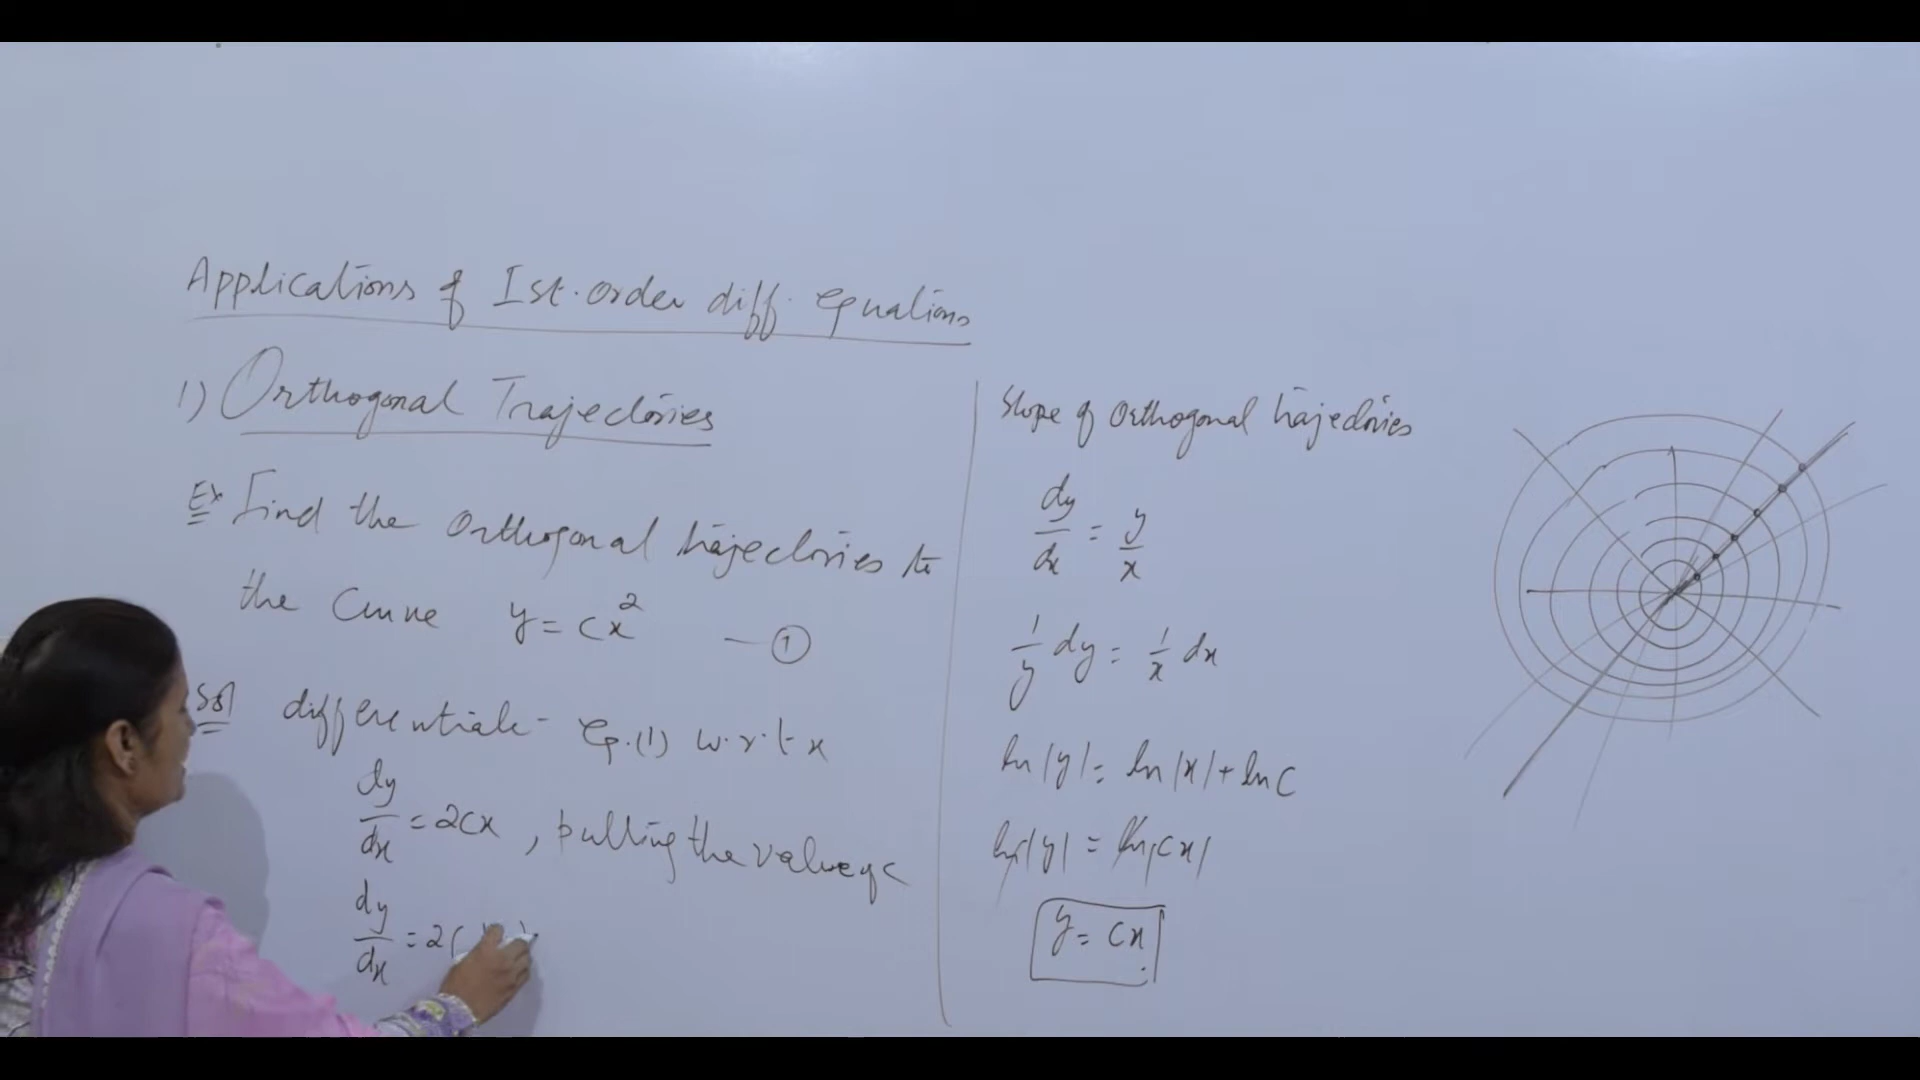 Applications of Ist. order diff. equations
1) Orthogonal Trajectories
Ex Find the Orthogonal trajectories to
the Curve y = cx² — ①
Sol differentiate Eq.(1) w.r.t x
dy/dx = 2cx , putting the value of c
dy/dx = 2(
Slope of Orthogonal trajectories
dy/dx = y/x
1/y dy = 1/x dx
ln|y| = ln|x| + ln C
ln|y| = ln|cx|
y = cx